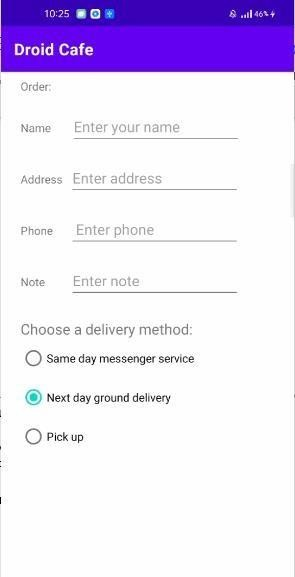 10:25 46%
Droid Cafe
Order:
Name Enter your name
Address Enter address
Phone Enter phone
Note Enter note
Choose a delivery method:
Same day messenger service
Next day ground delivery
Pick up